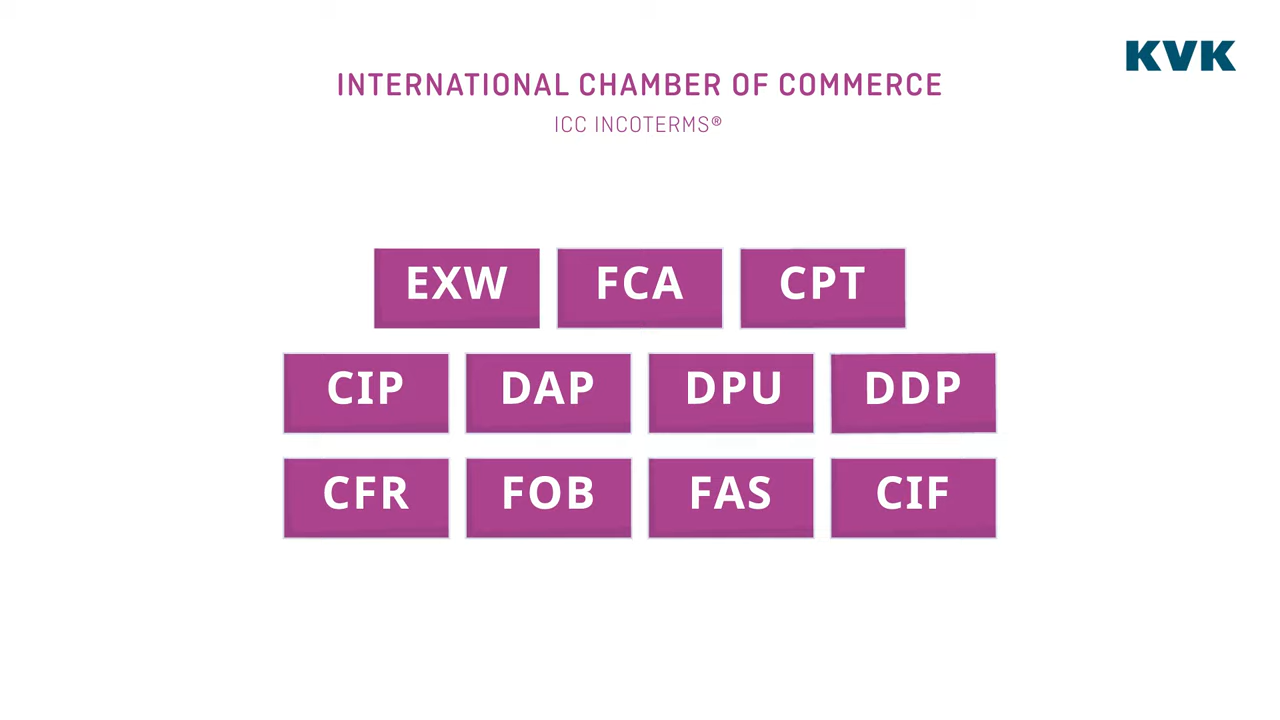 KVK
INTERNATIONAL CHAMBER OF COMMERCE
ICC INCOTERMS®
EXW FCA CPT
CIP DAP DPU DDP
CFR FOB FAS CIF